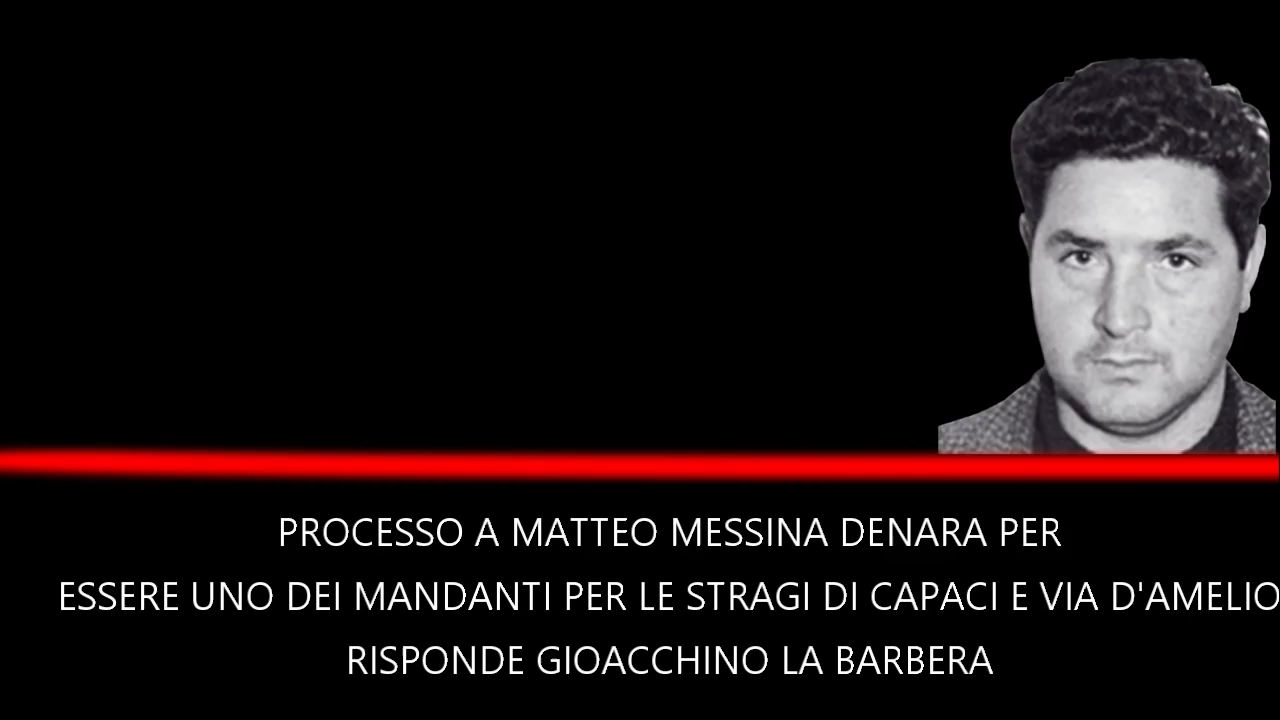 PROCESSO A MATTEO MESSINA DENARA PER
ESSERE UNO DEI MANDANTI PER LE STRAGI DI CAPACI E VIA D'AMELIO
RISPONDE GIOACCHINO LA BARBERA